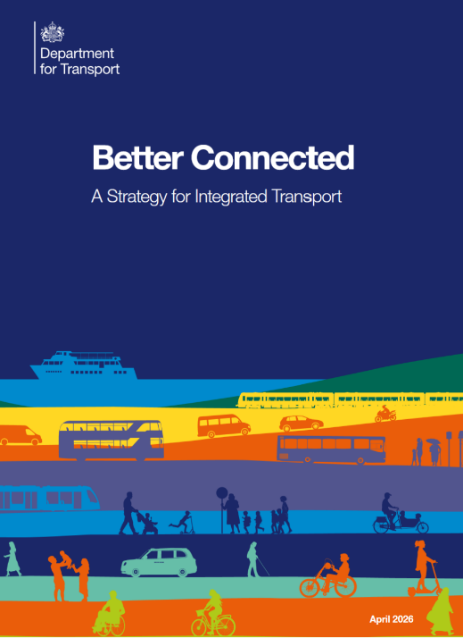 Department
for Transport
Better Connected
A Strategy for Integrated Transport
April 2026